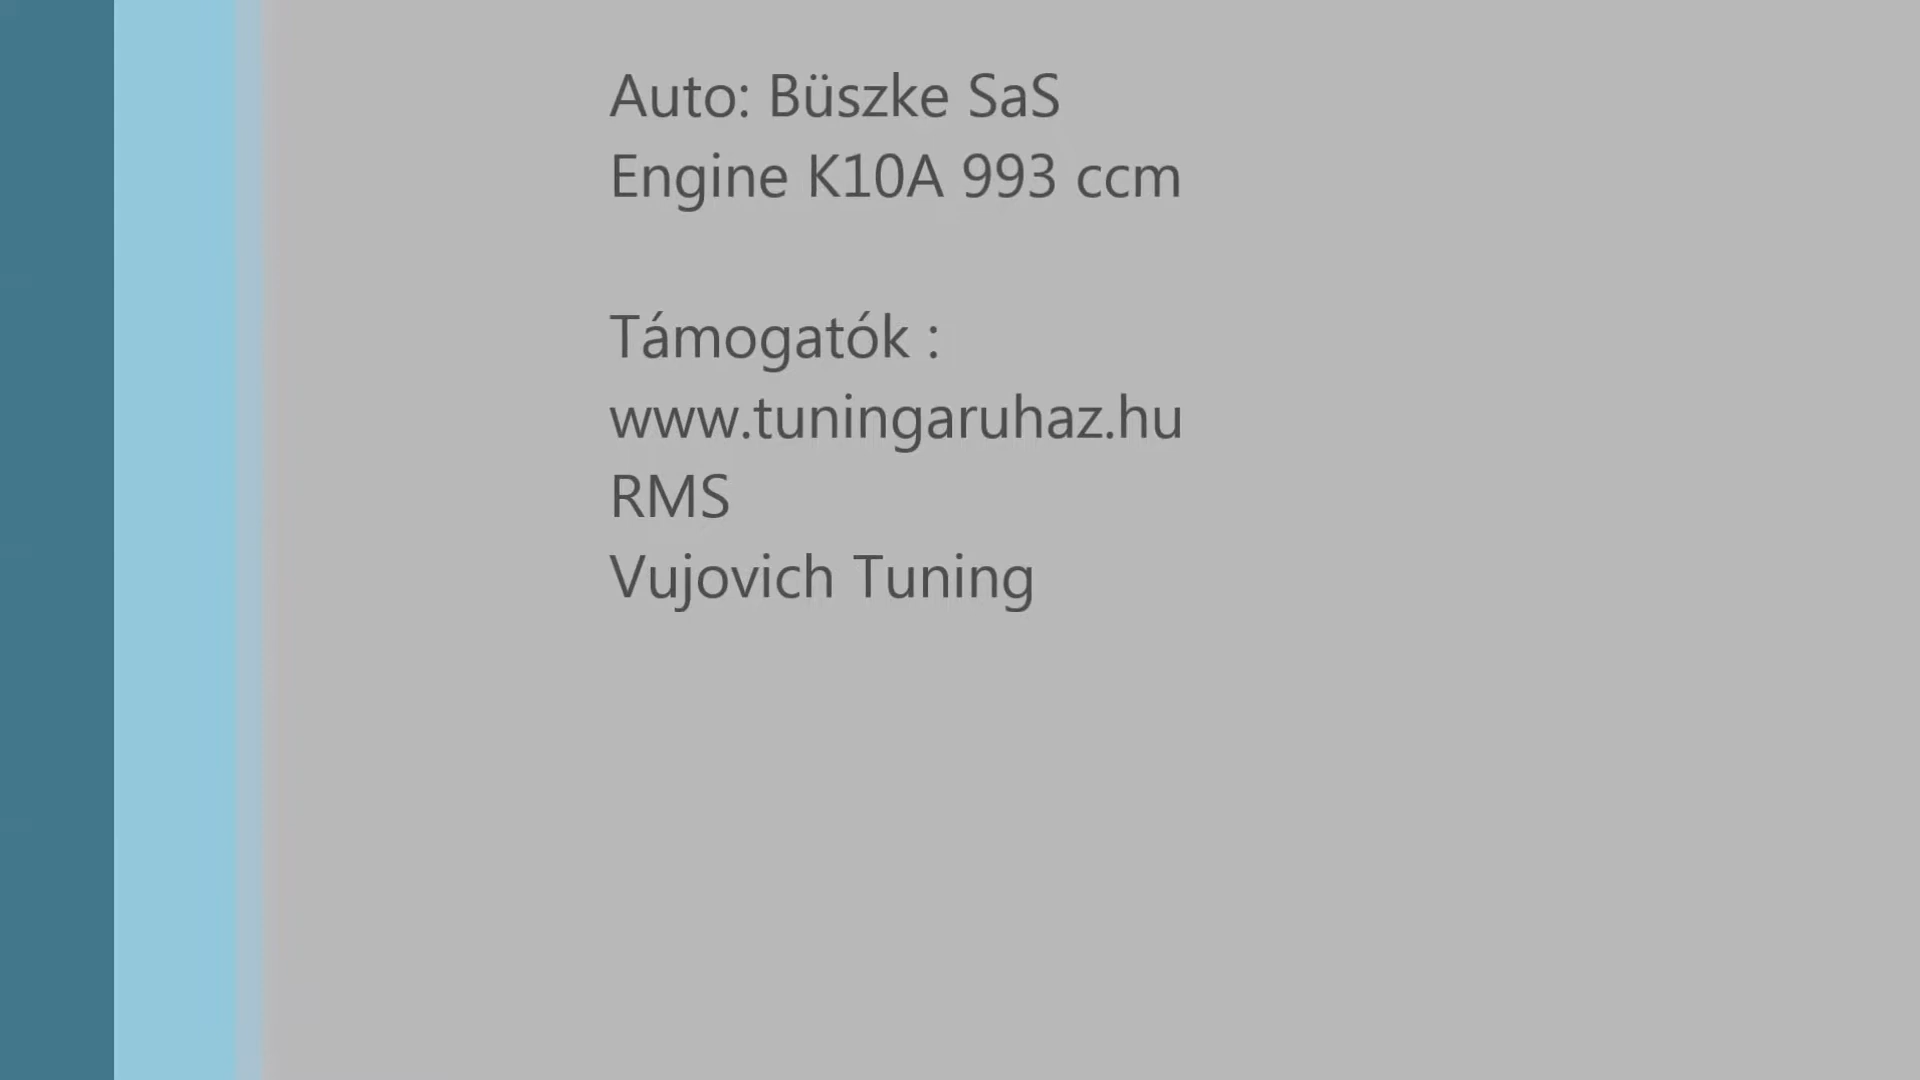 Auto: Büszke SaS
Engine K10A 993 ccm
Támogatók :
www.tuningaruhaz.hu
RMS
Vujovich Tuning